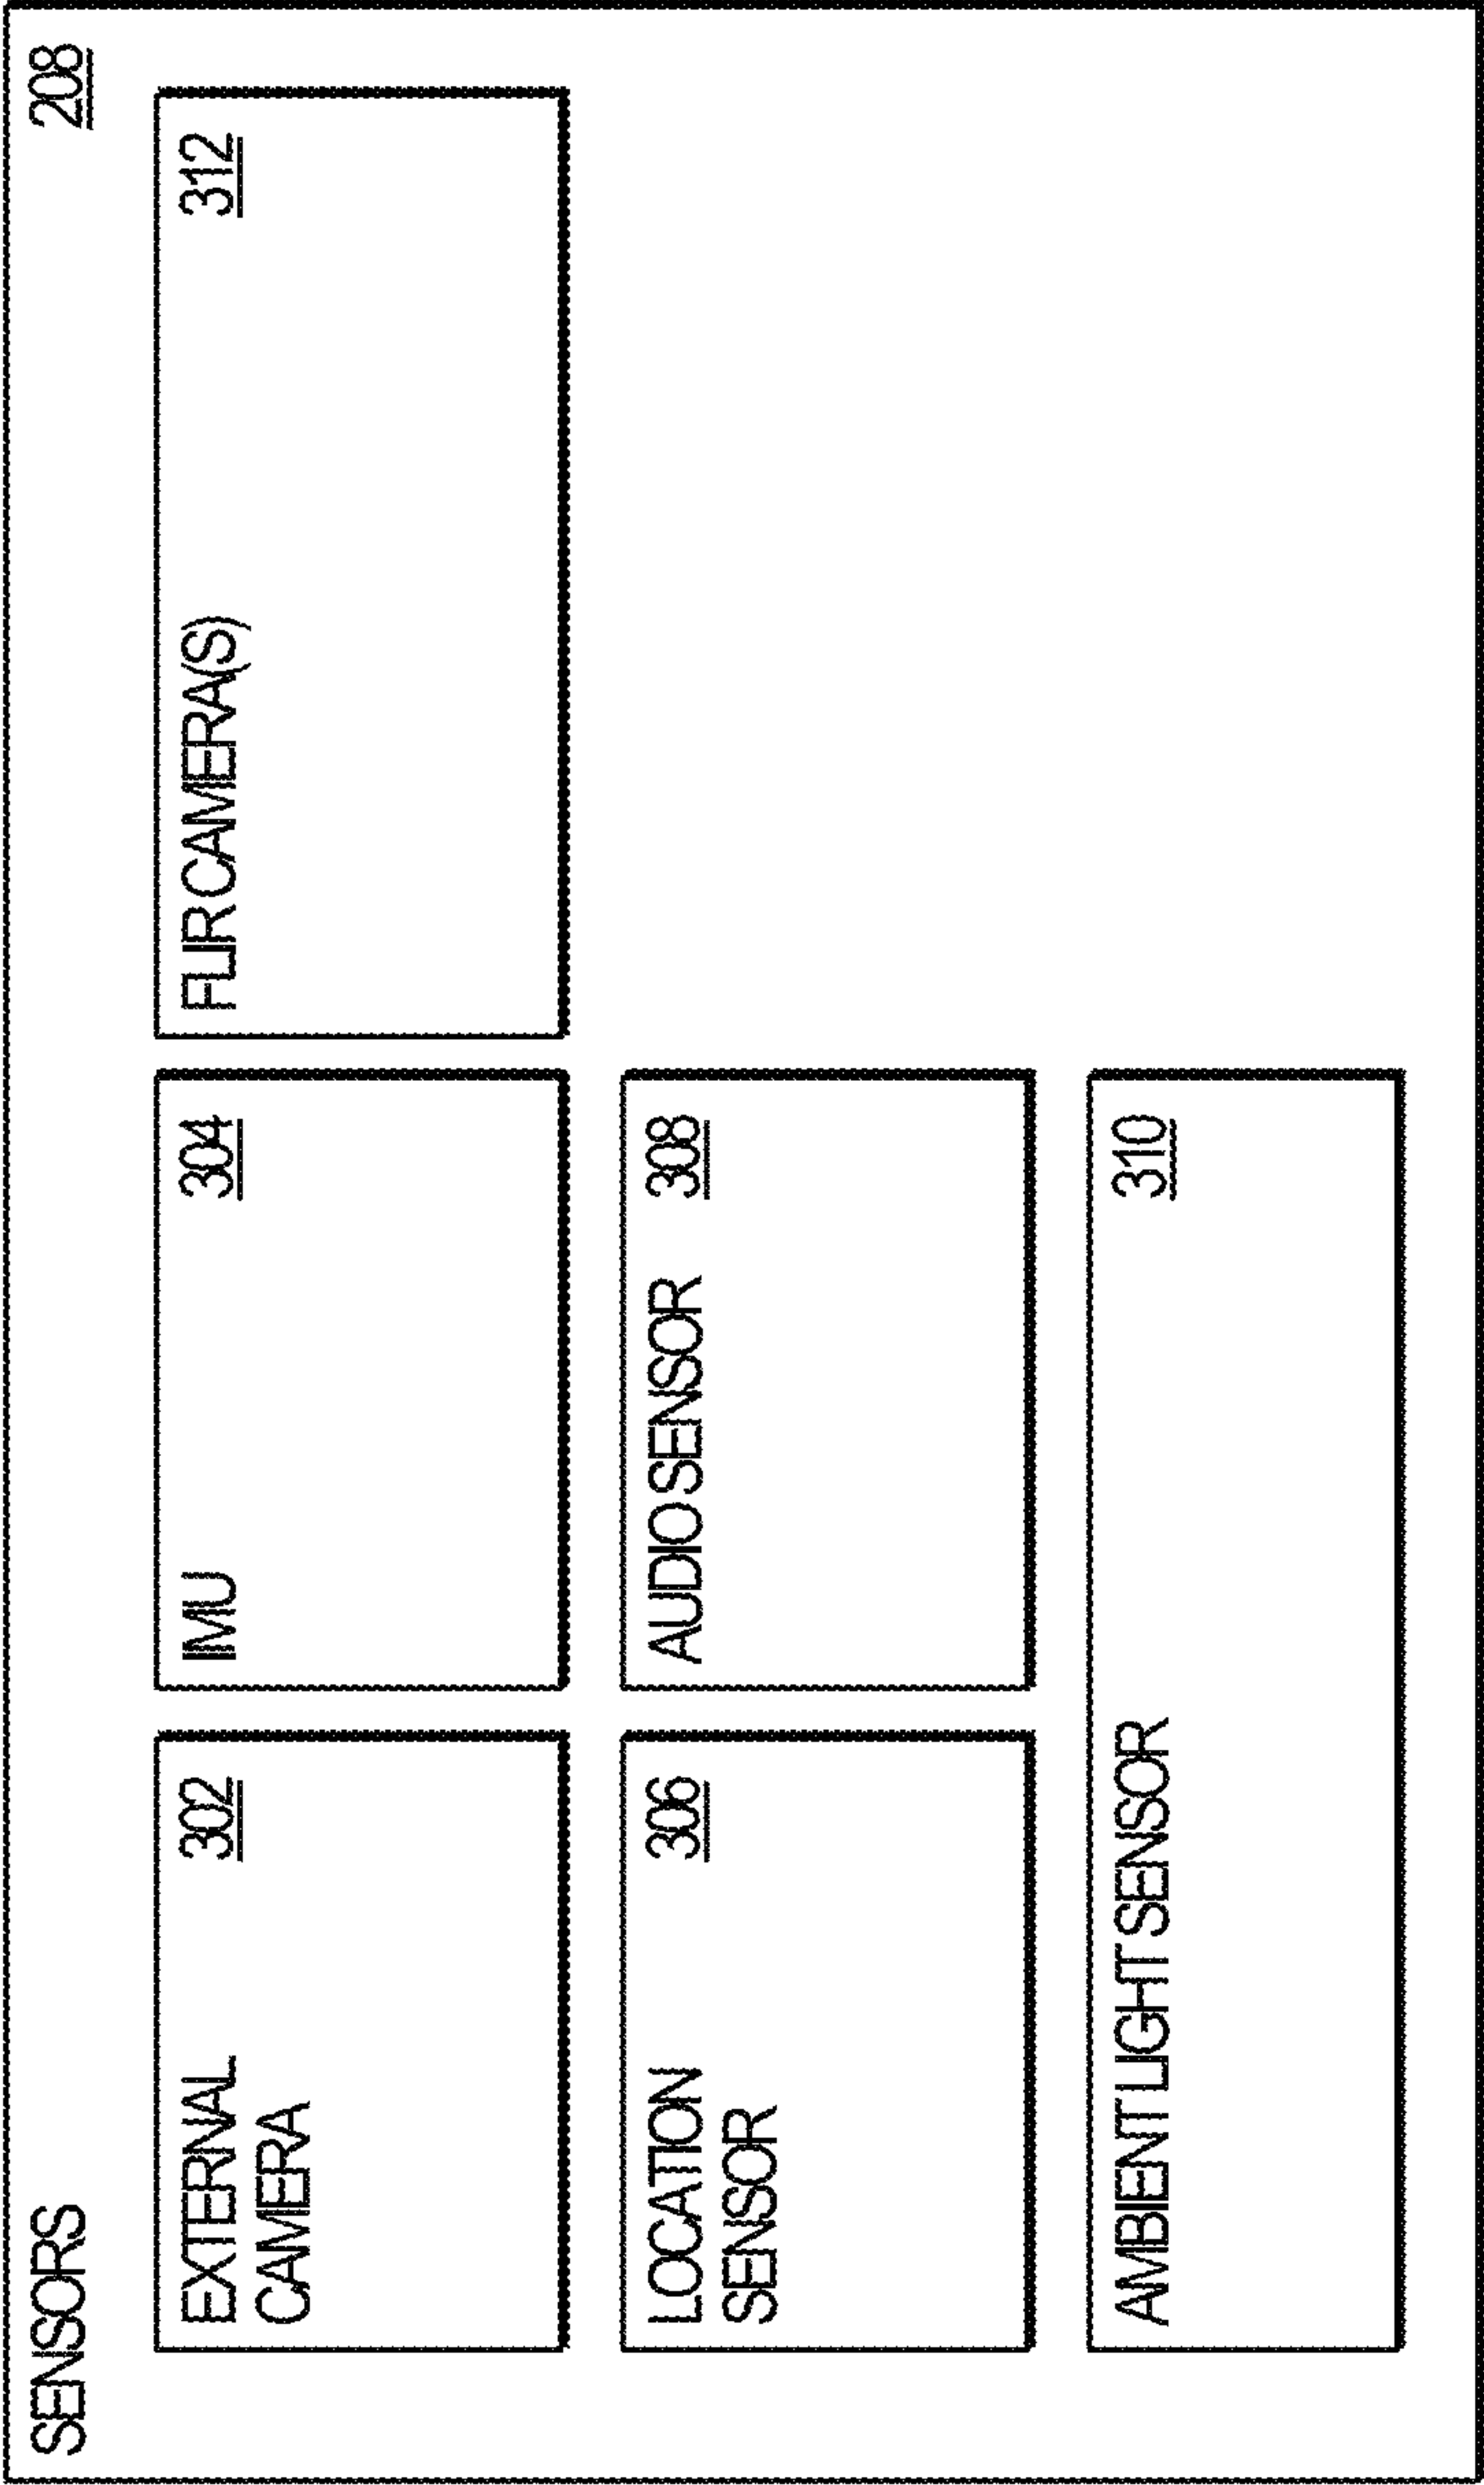 SENSORS 208
EXTERNAL 302
CAMERA
IMU 304
FLIR CAMERA(S) 312
LOCATION 306
SENSOR
AUDIO SENSOR 308
AMBIENT LIGHT SENSOR 310